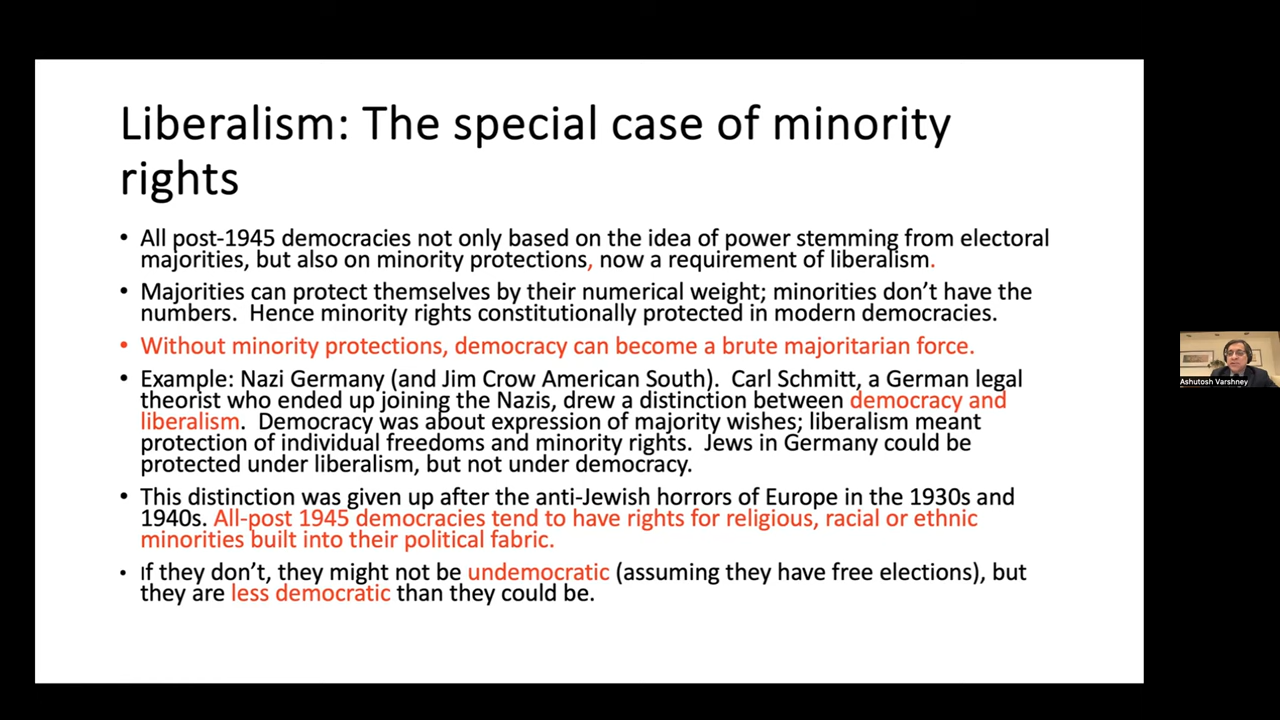 Liberalism: The special case of minority
rights
• All post-1945 democracies not only based on the idea of power stemming from electoral
majorities, but also on minority protections, now a requirement of liberalism.
• Majorities can protect themselves by their numerical weight; minorities don’t have the
numbers.  Hence minority rights constitutionally protected in modern democracies.
• Without minority protections, democracy can become a brute majoritarian force.
• Example: Nazi Germany (and Jim Crow American South).  Carl Schmitt, a German legal
theorist who ended up joining the Nazis, drew a distinction between democracy and
liberalism.  Democracy was about expression of majority wishes; liberalism meant
protection of individual freedoms and minority rights.  Jews in Germany could be
protected under liberalism, but not under democracy.
• This distinction was given up after the anti-Jewish horrors of Europe in the 1930s and
1940s. All-post 1945 democracies tend to have rights for religious, racial or ethnic
minorities built into their political fabric.
• If they don’t, they might not be undemocratic (assuming they have free elections), but
they are less democratic than they could be.
Ashutosh Varshney